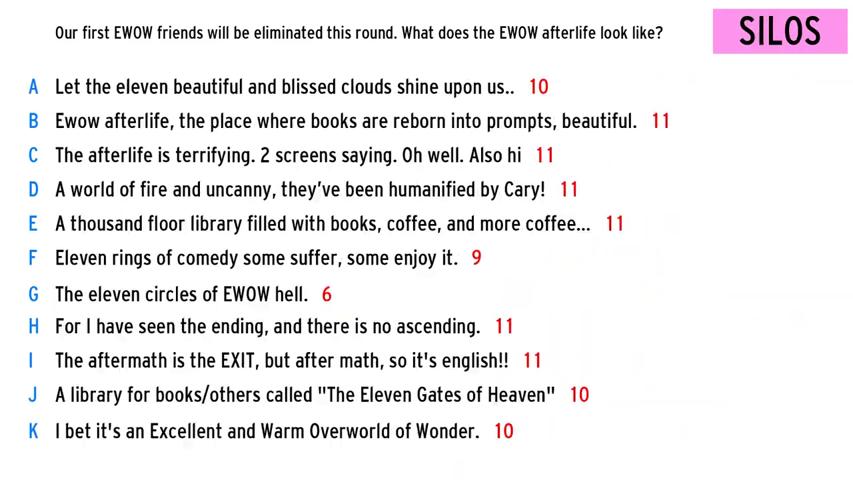 Our first EWOW friends will be eliminated this round. What does the EWOW afterlife look like?
SILOS
A Let the eleven beautiful and blissed clouds shine upon us.. 10
B Ewow afterlife, the place where books are reborn into prompts, beautiful. 11
C The afterlife is terrifying. 2 screens saying. Oh well. Also hi 11
D A world of fire and uncanny, they've been humanified by Cary! 11
E A thousand floor library filled with books, coffee, and more coffee... 11
F Eleven rings of comedy some suffer, some enjoy it. 9
G The eleven circles of EWOW hell. 6
H For I have seen the ending, and there is no ascending. 11
I The aftermath is the EXIT, but after math, so it's english!! 11
J A library for books/others called "The Eleven Gates of Heaven" 10
K I bet it's an Excellent and Warm Overworld of Wonder. 10